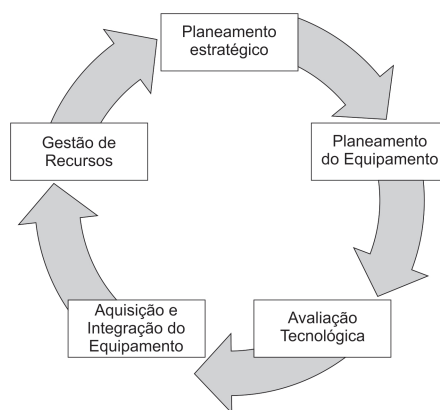 Planeamento
estratégico
Planeamento
do Equipamento
Avaliação
Tecnológica
Aquisição e
Integração do
Equipamento
Gestão de
Recursos